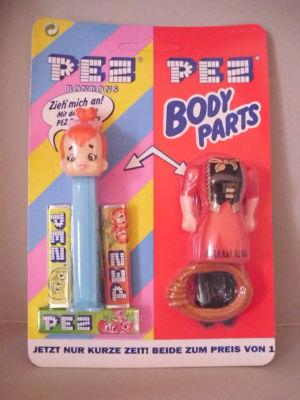 PEZ
BONBONS
Zieh' mich an!
Mit de
PEZ
PEZ
BODY
PARTS
PEZ
PEZ
PEZ
JETZT NUR KURZE ZEIT! BEIDE ZUM PREIS VON 1